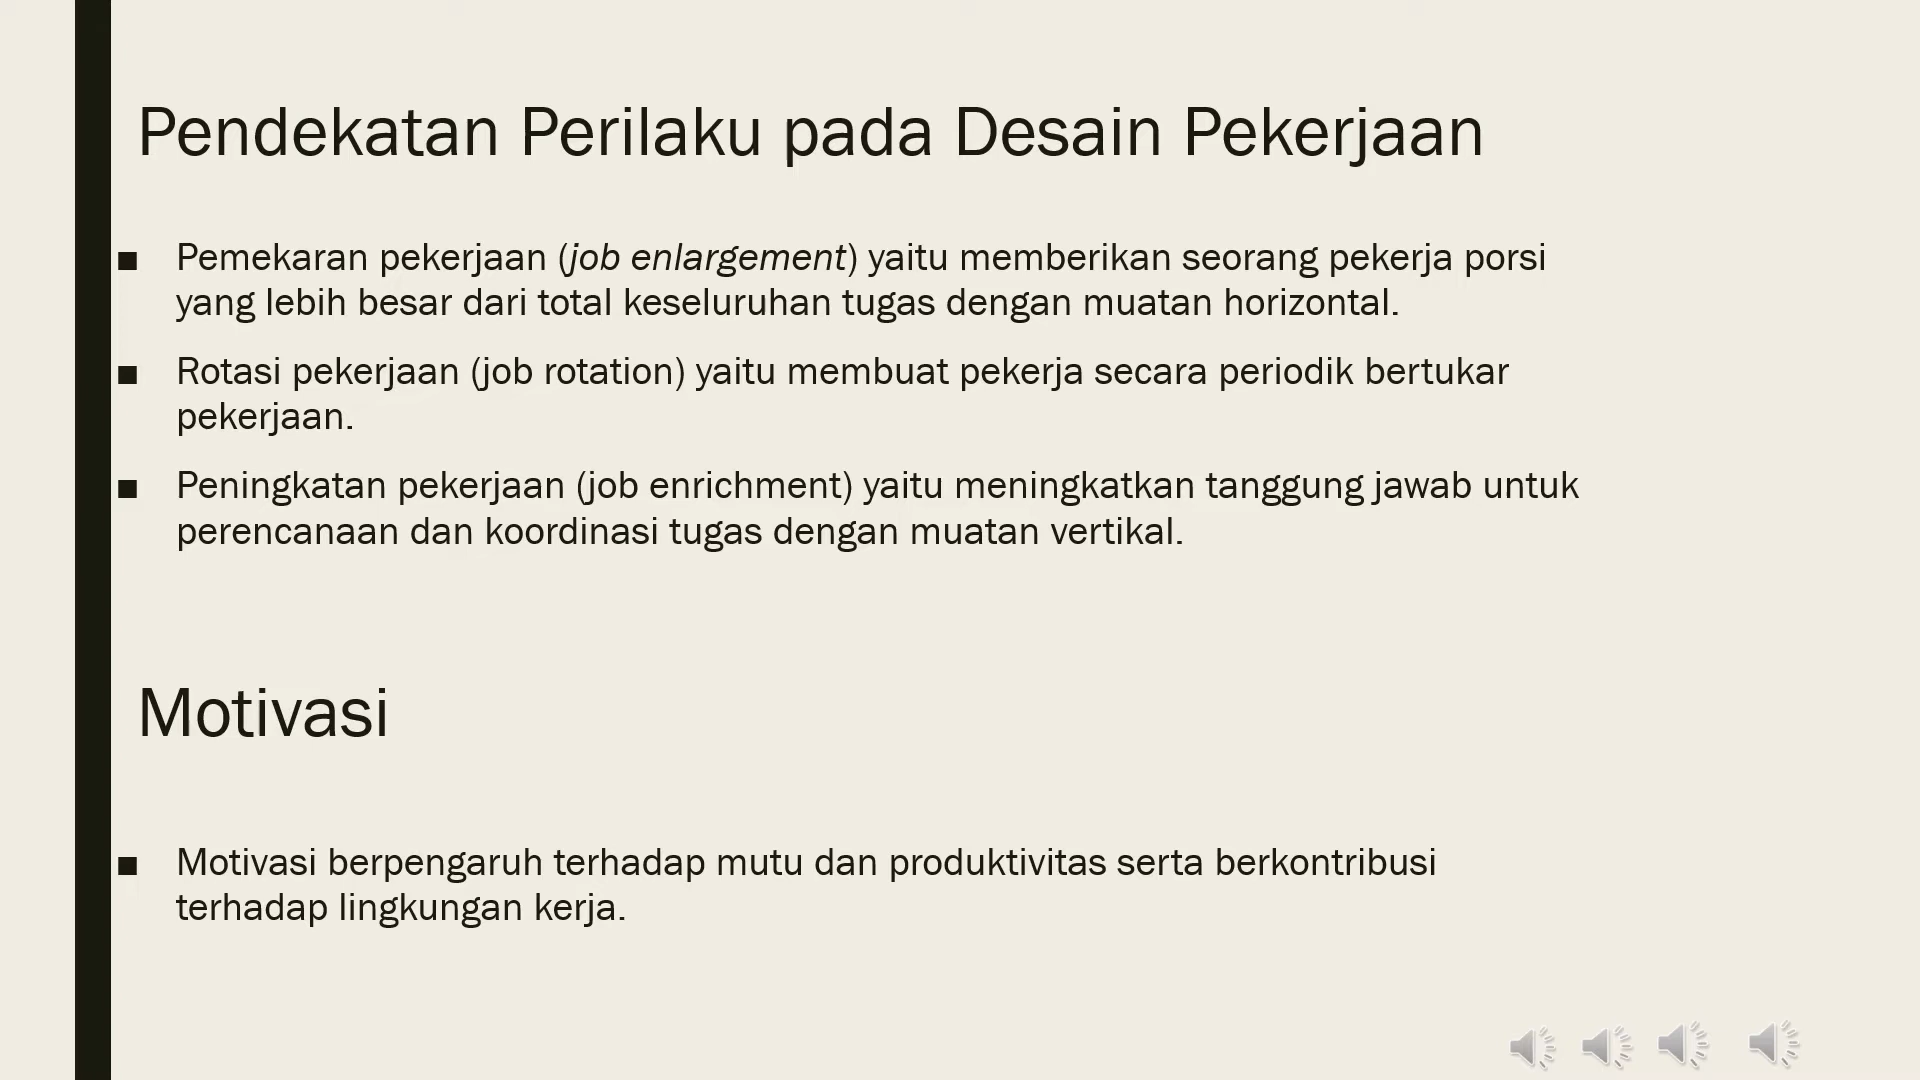 Pendekatan Perilaku pada Desain Pekerjaan
■ Pemekaran pekerjaan (job enlargement) yaitu memberikan seorang pekerja porsi
yang lebih besar dari total keseluruhan tugas dengan muatan horizontal.
■ Rotasi pekerjaan (job rotation) yaitu membuat pekerja secara periodik bertukar
pekerjaan.
■ Peningkatan pekerjaan (job enrichment) yaitu meningkatkan tanggung jawab untuk
perencanaan dan koordinasi tugas dengan muatan vertikal.
Motivasi
■ Motivasi berpengaruh terhadap mutu dan produktivitas serta berkontribusi
terhadap lingkungan kerja.